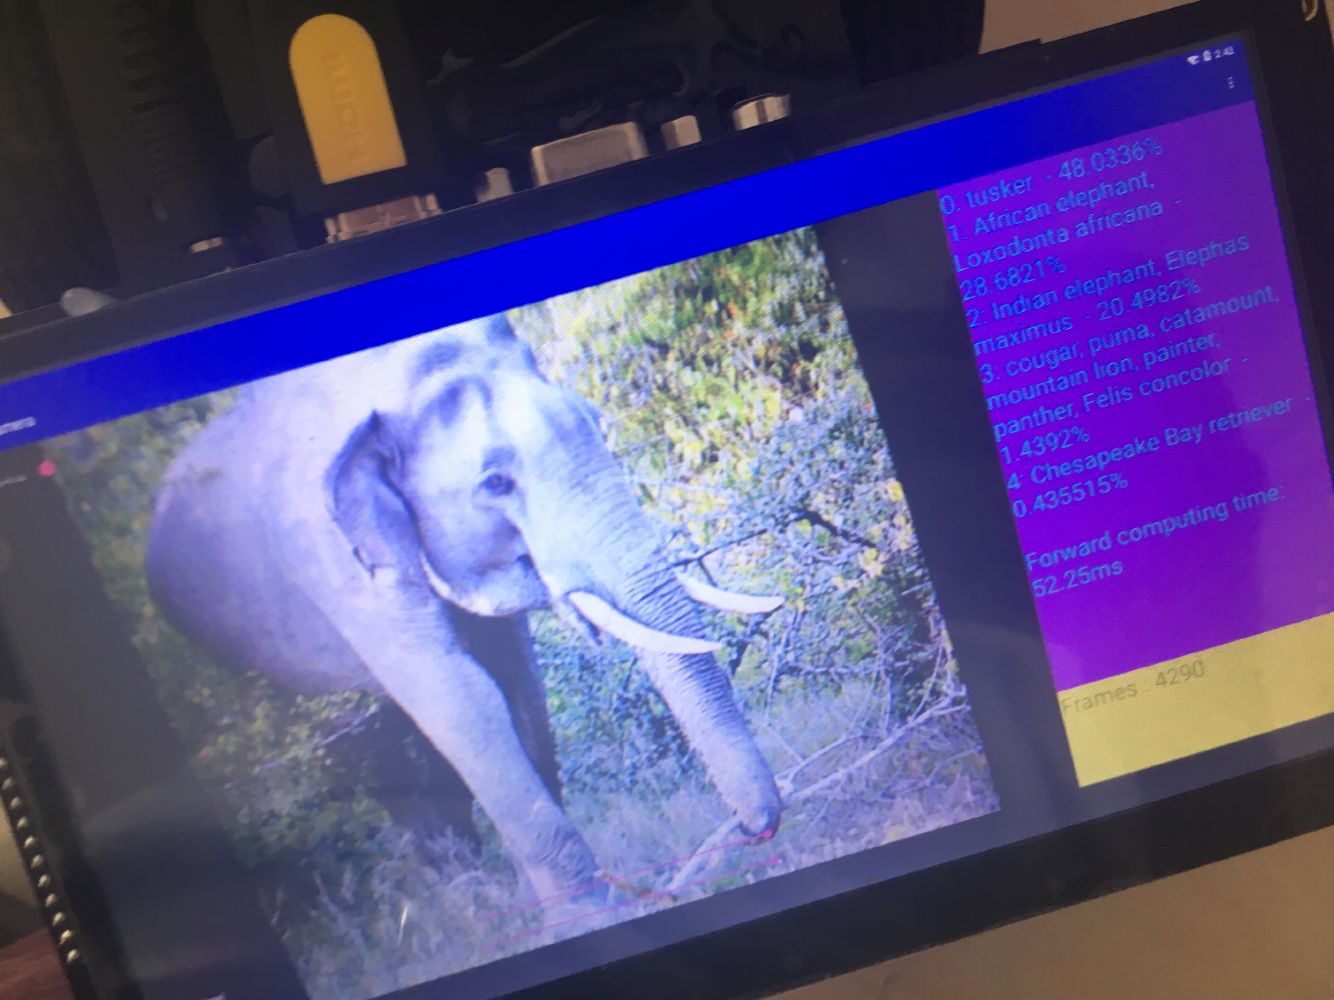 2:42
0: tusker - 48.0336%
1: African elephant,
Loxodonta africana -
28.6821%
2: Indian elephant, Elephas
maximus - 20.4982%
3: cougar, puma, catamount,
mountain lion, painter,
panther, Felis concolor -
1.4392%
4: Chesapeake Bay retriever -
0.435515%
Forward computing time:
52.25ms
Frames : 4290